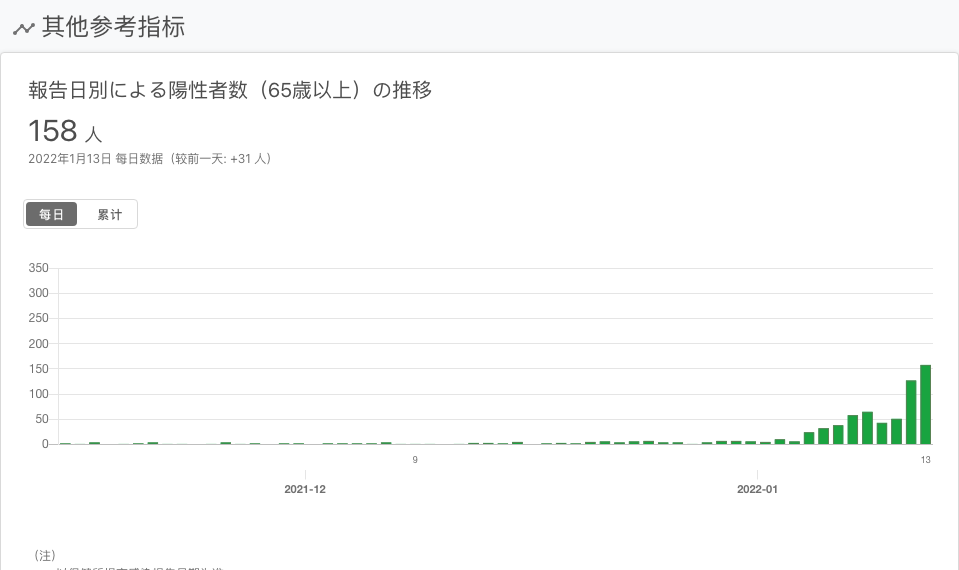 其他参考指标
報告日別による陽性者数（65歳以上）の推移
158 人
2022年1月13日 每日数据（较前一天: +31 人）
每日 累计
350
300
250
200
150
100
50
0
9 13
2021-12 2022-01
（注）